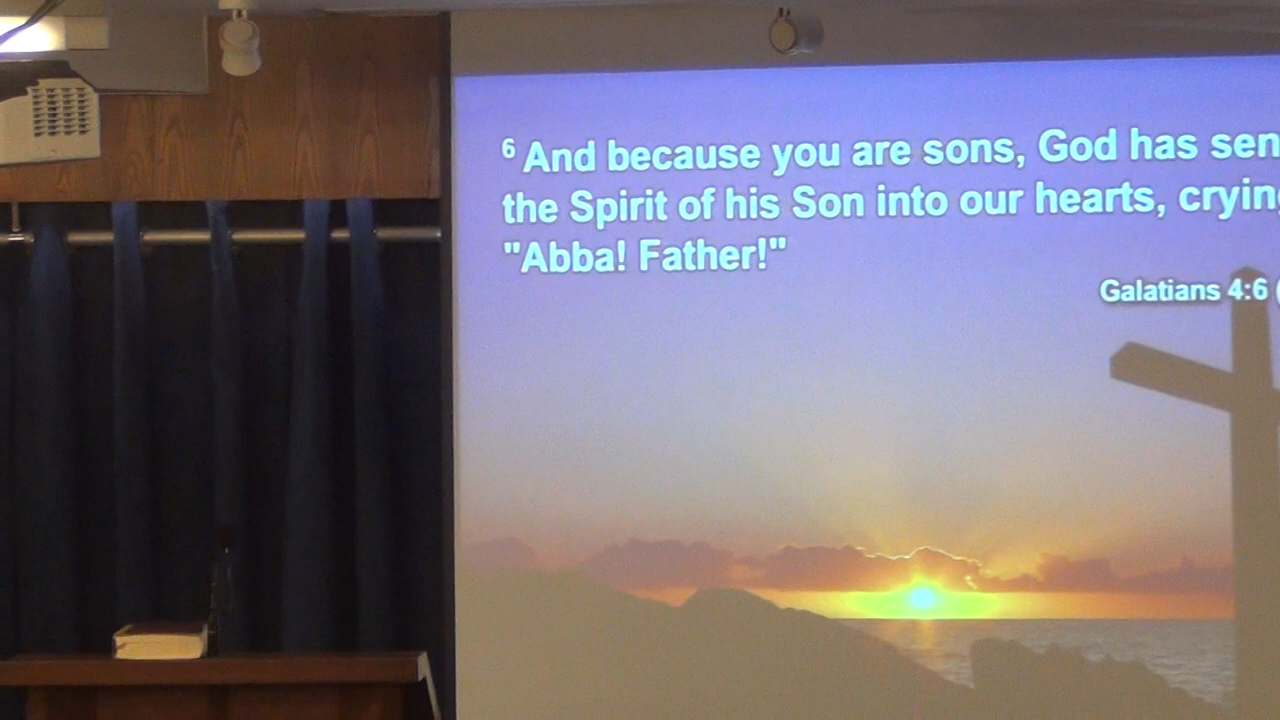 6 And because you are sons, God has sen
the Spirit of his Son into our hearts, cryin
"Abba! Father!"
Galatians 4:6 (